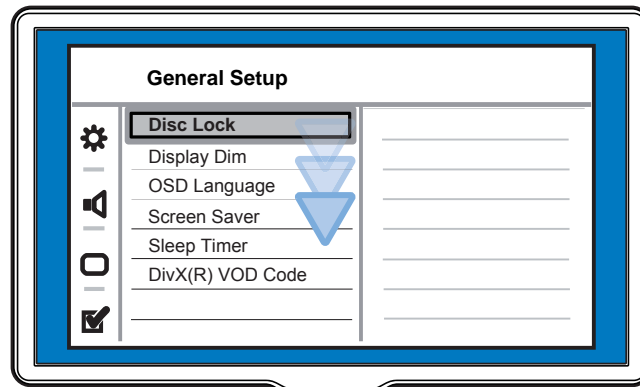 General Setup
Disc Lock
Display Dim
OSD Language
Screen Saver
Sleep Timer
DivX(R) VOD Code